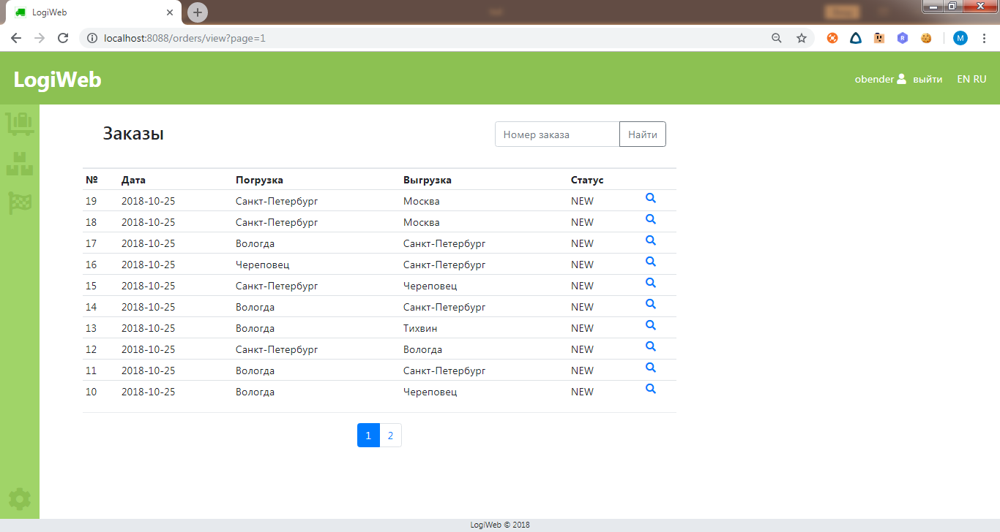 LogiWeb
localhost:8088/orders/view?page=1
R
M
LogiWeb
obender выйти EN RU
Заказы
Номер заказа Найти
№ Дата Погрузка Выгрузка Статус
19 2018-10-25 Санкт-Петербург Москва NEW
18 2018-10-25 Санкт-Петербург Москва NEW
17 2018-10-25 Вологда Санкт-Петербург NEW
16 2018-10-25 Череповец Санкт-Петербург NEW
15 2018-10-25 Санкт-Петербург Череповец NEW
14 2018-10-25 Вологда Санкт-Петербург NEW
13 2018-10-25 Вологда Тихвин NEW
12 2018-10-25 Санкт-Петербург Вологда NEW
11 2018-10-25 Вологда Санкт-Петербург NEW
10 2018-10-25 Вологда Череповец NEW
1 2
LogiWeb © 2018